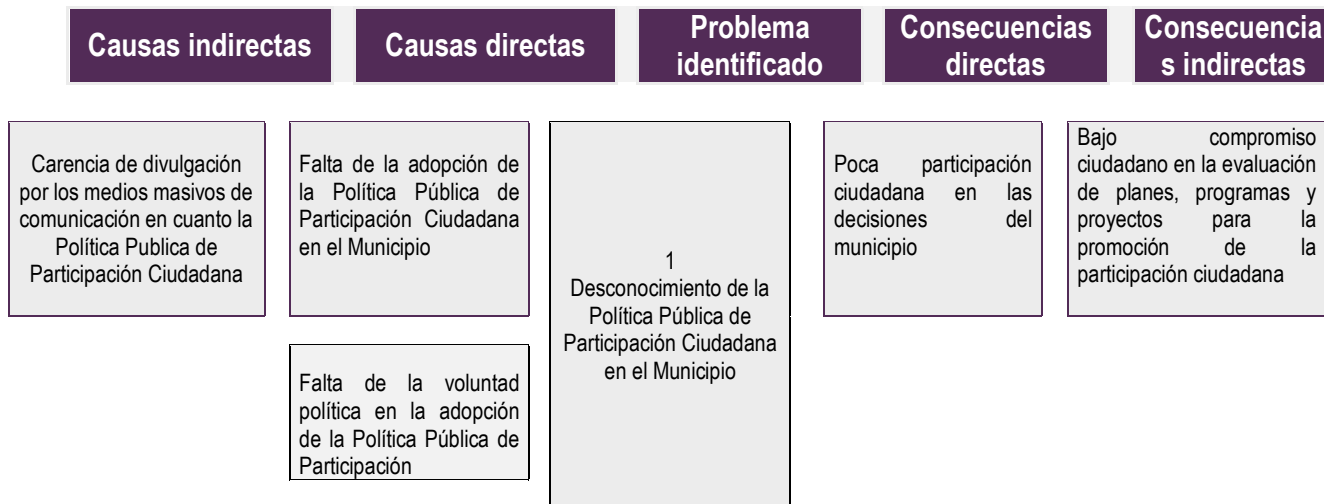 Causas indirectas
Causas directas
Problema
identificado
Consecuencias
directas
Consecuencia
s indirectas
Carencia de divulgación
por los medios masivos de
comunicación en cuanto la
Política Publica de
Participación Ciudadana
Falta de la adopción de
la Política Pública de
Participación Ciudadana
en el Municipio
Falta de la voluntad
política en la adopción
de la Política Pública de
Participación
1
Desconocimiento de la
Política Pública de
Participación Ciudadana
en el Municipio
Poca participación
ciudadana en las
decisiones del
municipio
Bajo compromiso
ciudadano en la evaluación
de planes, programas y
proyectos para la
promoción de la
participación ciudadana